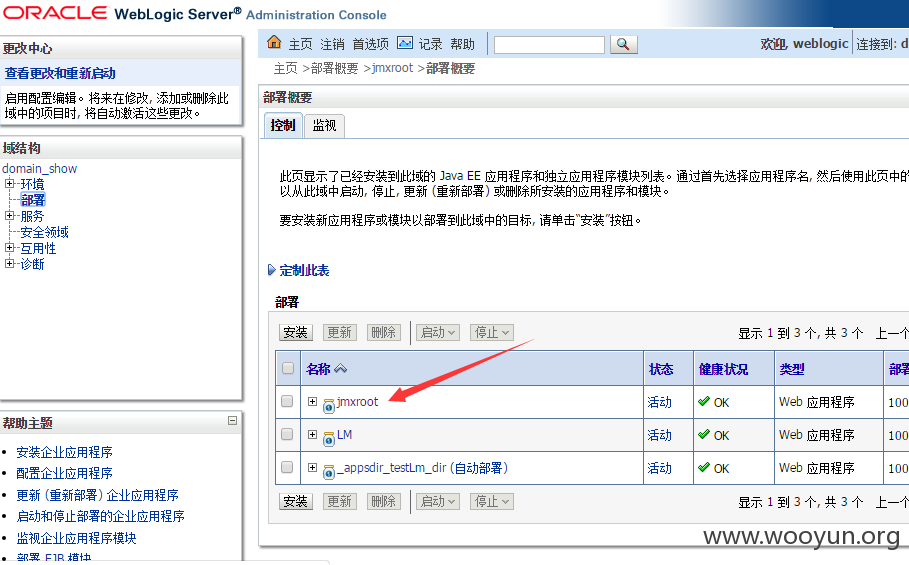 ORACLE WebLogic Server® Administration Console
更改中心
查看更改和重新启动
启用配置编辑。将来在修改, 添加或删除此
域中的项目时, 将自动激活这些更改。
域结构
domain_show
环境
部署
服务
安全领域
互用性
诊断
帮助主题
安装企业应用程序
配置企业应用程序
更新 (重新部署) 企业应用程序
启动和停止部署的企业应用程序
监视企业应用程序模块
部署 EJB 模块
主页 注销 首选项 记录 帮助
欢迎, weblogic 连接到: d
主页 >部署概要 >jmxroot >部署概要
部署概要
控制 监视
此页显示了已经安装到此域的 Java EE 应用程序和独立应用程序模块列表。通过首先选择应用程序名, 然后使用此页中的
以从此域中启动, 停止, 更新 (重新部署) 或删除所安装的应用程序和模块。
要安装新应用程序或模块以部署到此域中的目标, 请单击“安装”按钮。
定制此表
部署
安装 更新 删除 启动 停止 显示 1 到 3 个, 共 3 个 上一个
名称 状态 健康状况 类型 部署
jmxroot 活动 OK Web 应用程序 100
LM 活动 OK Web 应用程序 100
_appsdir_testLm_dir (自动部署) 活动 OK Web 应用程序 100
安装 更新 删除 启动 停止 显示 1 到 3 个, 共 3 个 上一个
www.wooyun.org